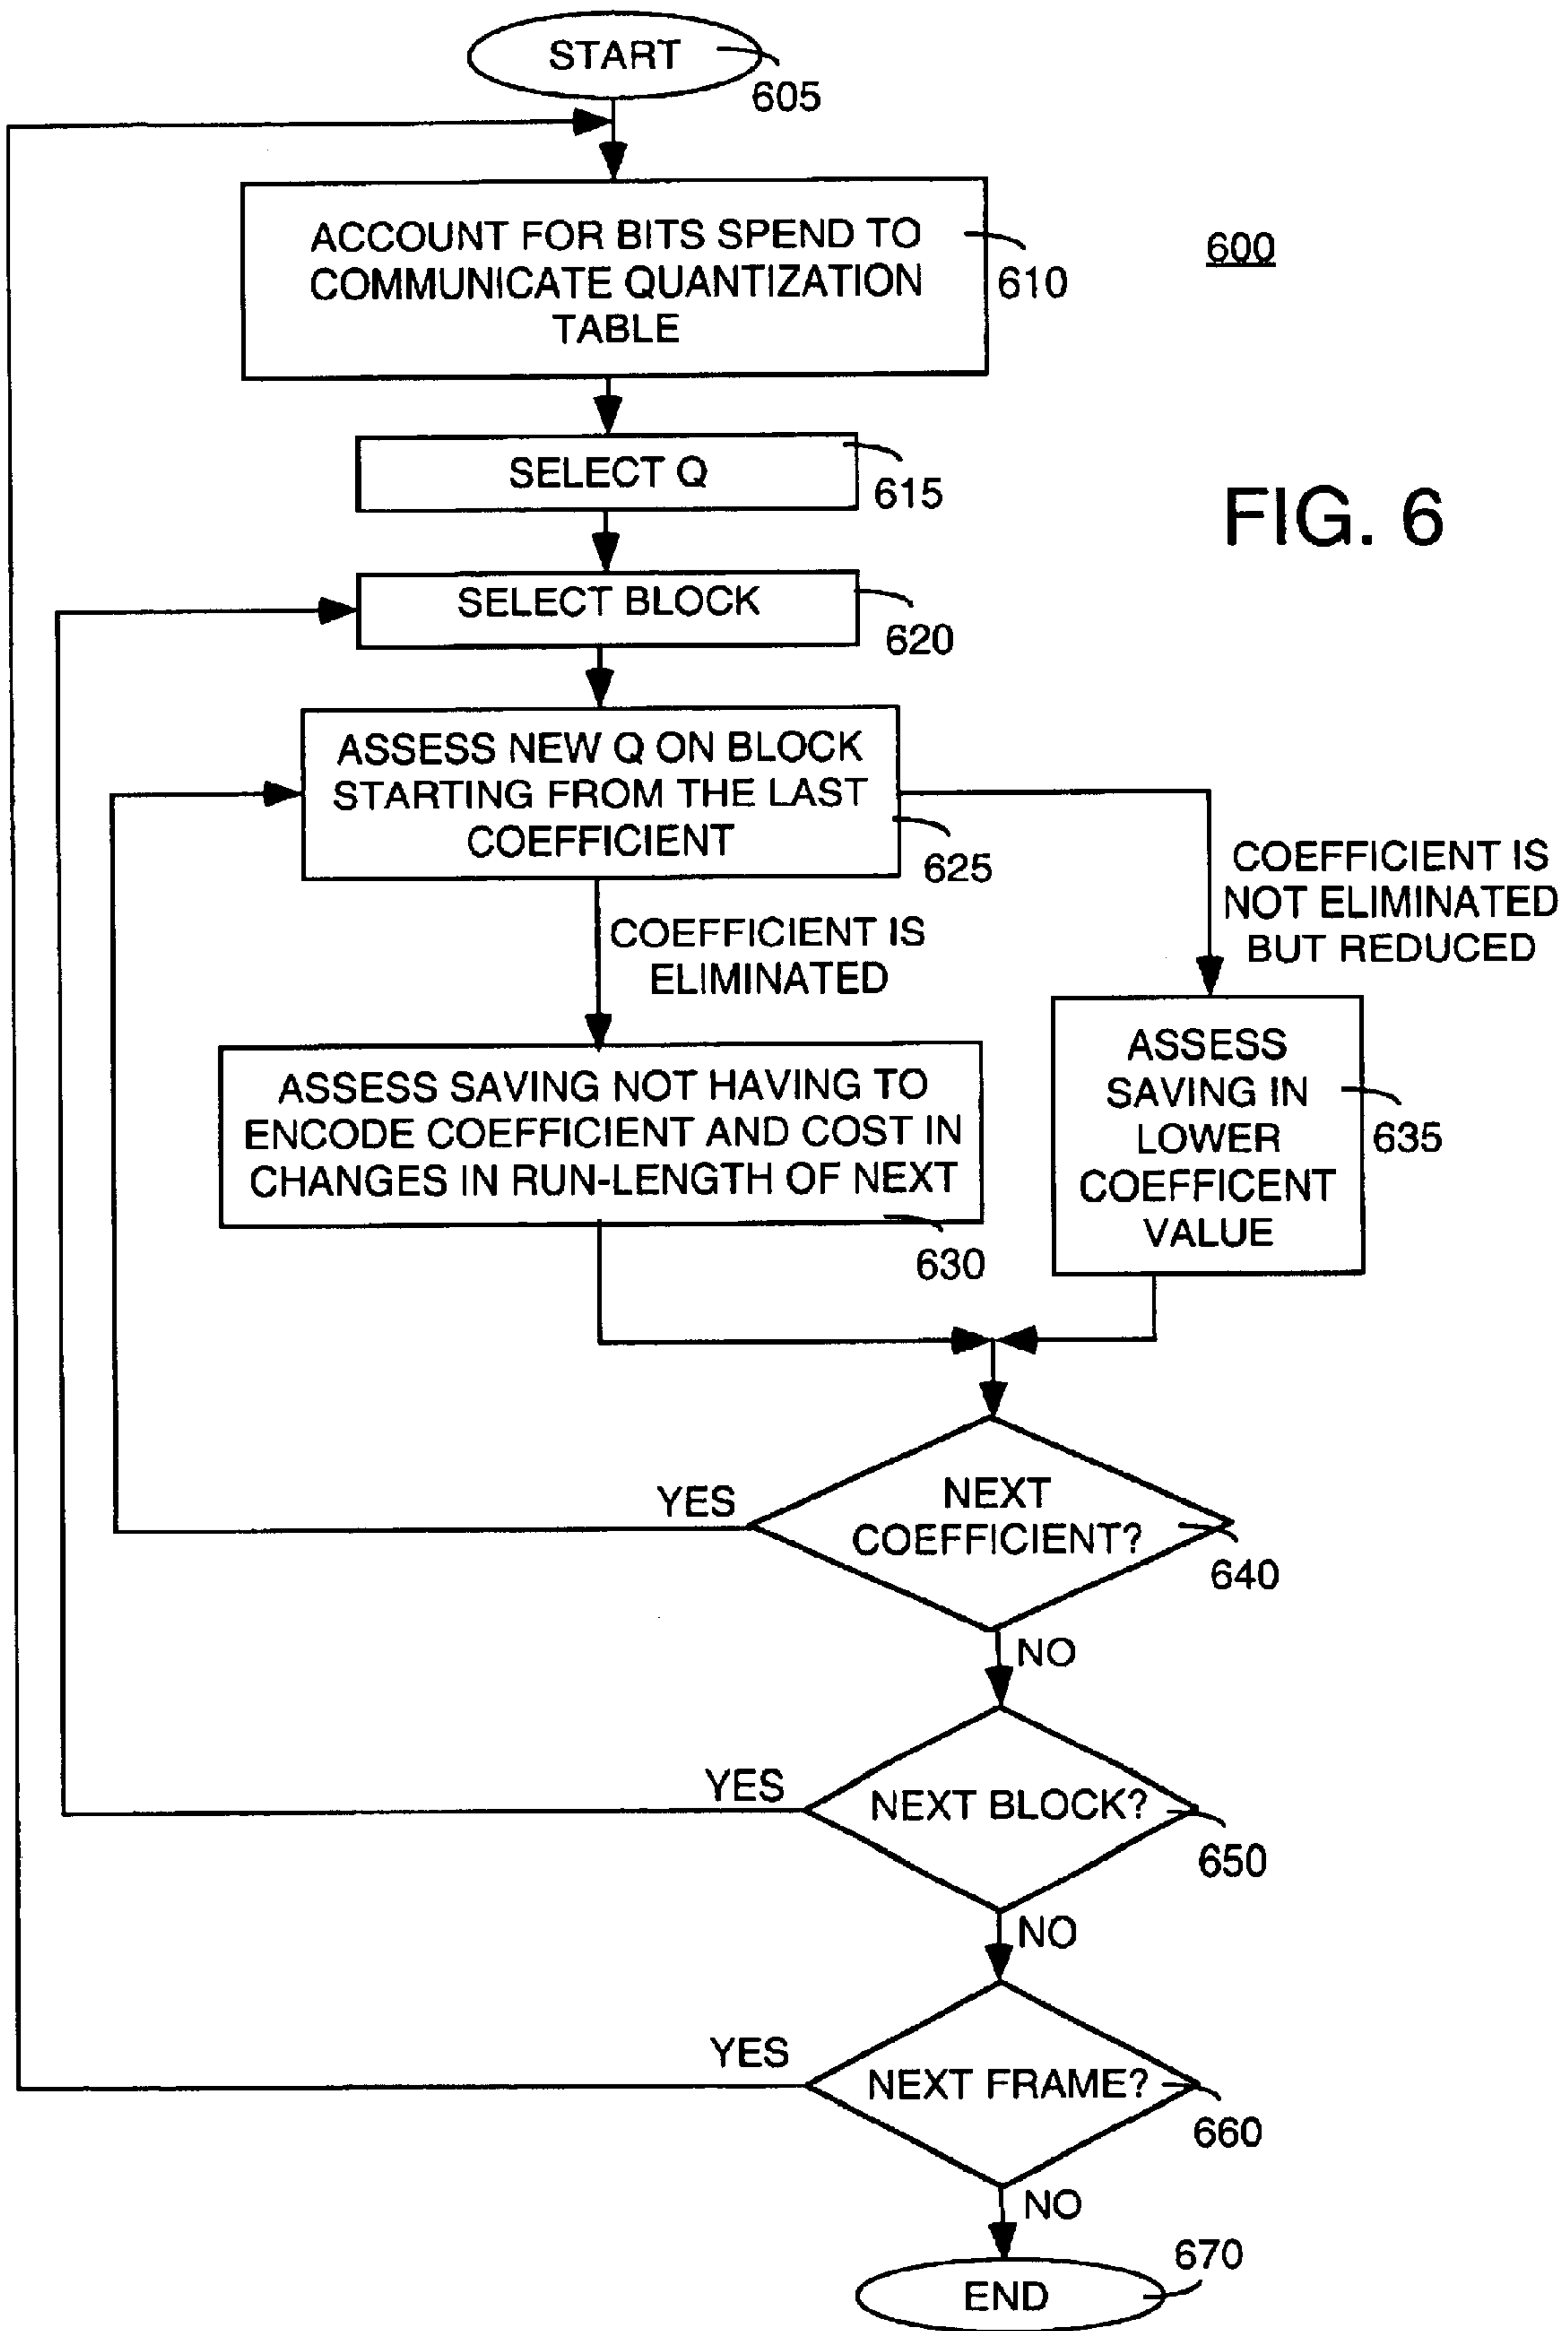 START
605
ACCOUNT FOR BITS SPEND TO
COMMUNICATE QUANTIZATION
TABLE
610
600
SELECT Q
615
FIG. 6
SELECT BLOCK
620
ASSESS NEW Q ON BLOCK
STARTING FROM THE LAST
COEFFICIENT
625
COEFFICIENT IS
NOT ELIMINATED
BUT REDUCED
COEFFICIENT IS
ELIMINATED
ASSESS SAVING NOT HAVING TO
ENCODE COEFFICIENT AND COST IN
CHANGES IN RUN-LENGTH OF NEXT
630
ASSESS
SAVING IN
LOWER
COEFFICENT
VALUE
635
YES
NEXT
COEFFICIENT?
640
NO
YES
NEXT BLOCK?
650
NO
YES
NEXT FRAME?
660
NO
670
END